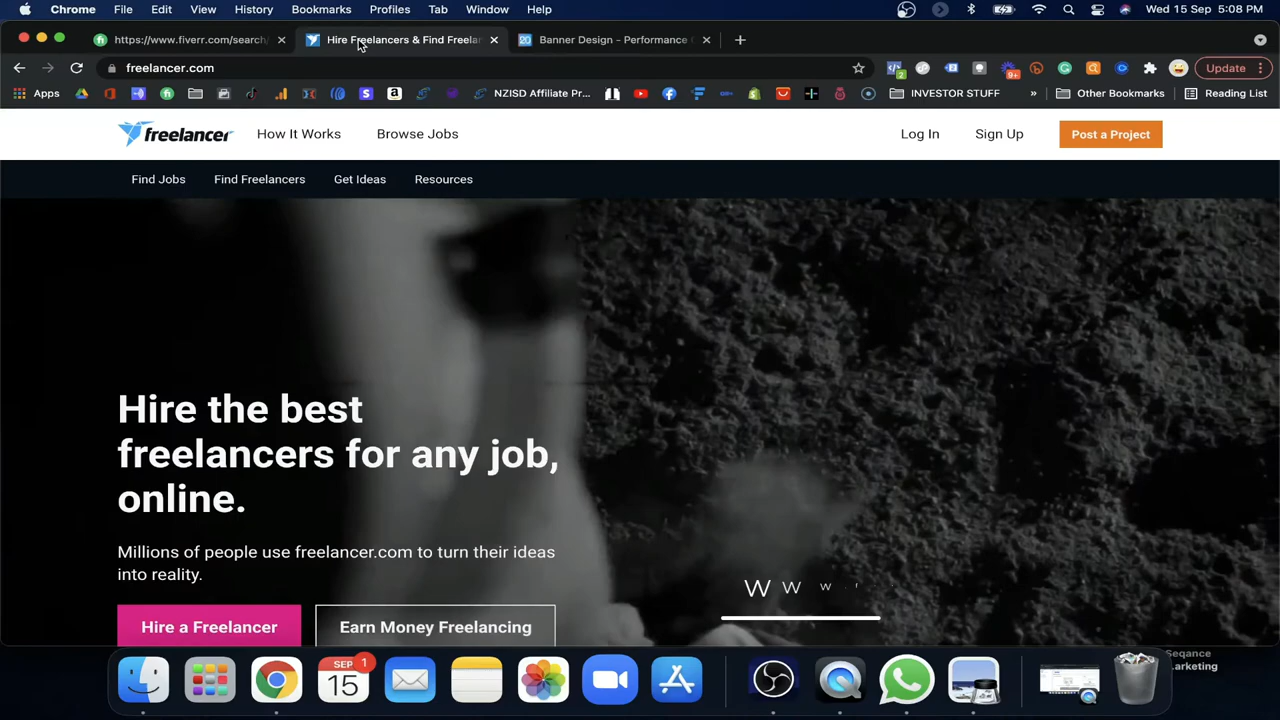 Chrome File Edit View History Bookmarks Profiles Tab Window Help Wed 15 Sep 5:08 PM
https://www.fiverr.com/search/ Hire Freelancers & Find Freelan Banner Design - Performance
freelancer.com Update
Apps NZISD Affiliate Pr... INVESTOR STUFF » Other Bookmarks Reading List
freelancer How It Works Browse Jobs Log In Sign Up Post a Project
Find Jobs Find Freelancers Get Ideas Resources
Hire the best
freelancers for any job,
online.
Millions of people use freelancer.com to turn their ideas
into reality.
W W W
Hire a Freelancer Earn Money Freelancing
Seqance
arketing
SEP 1
15